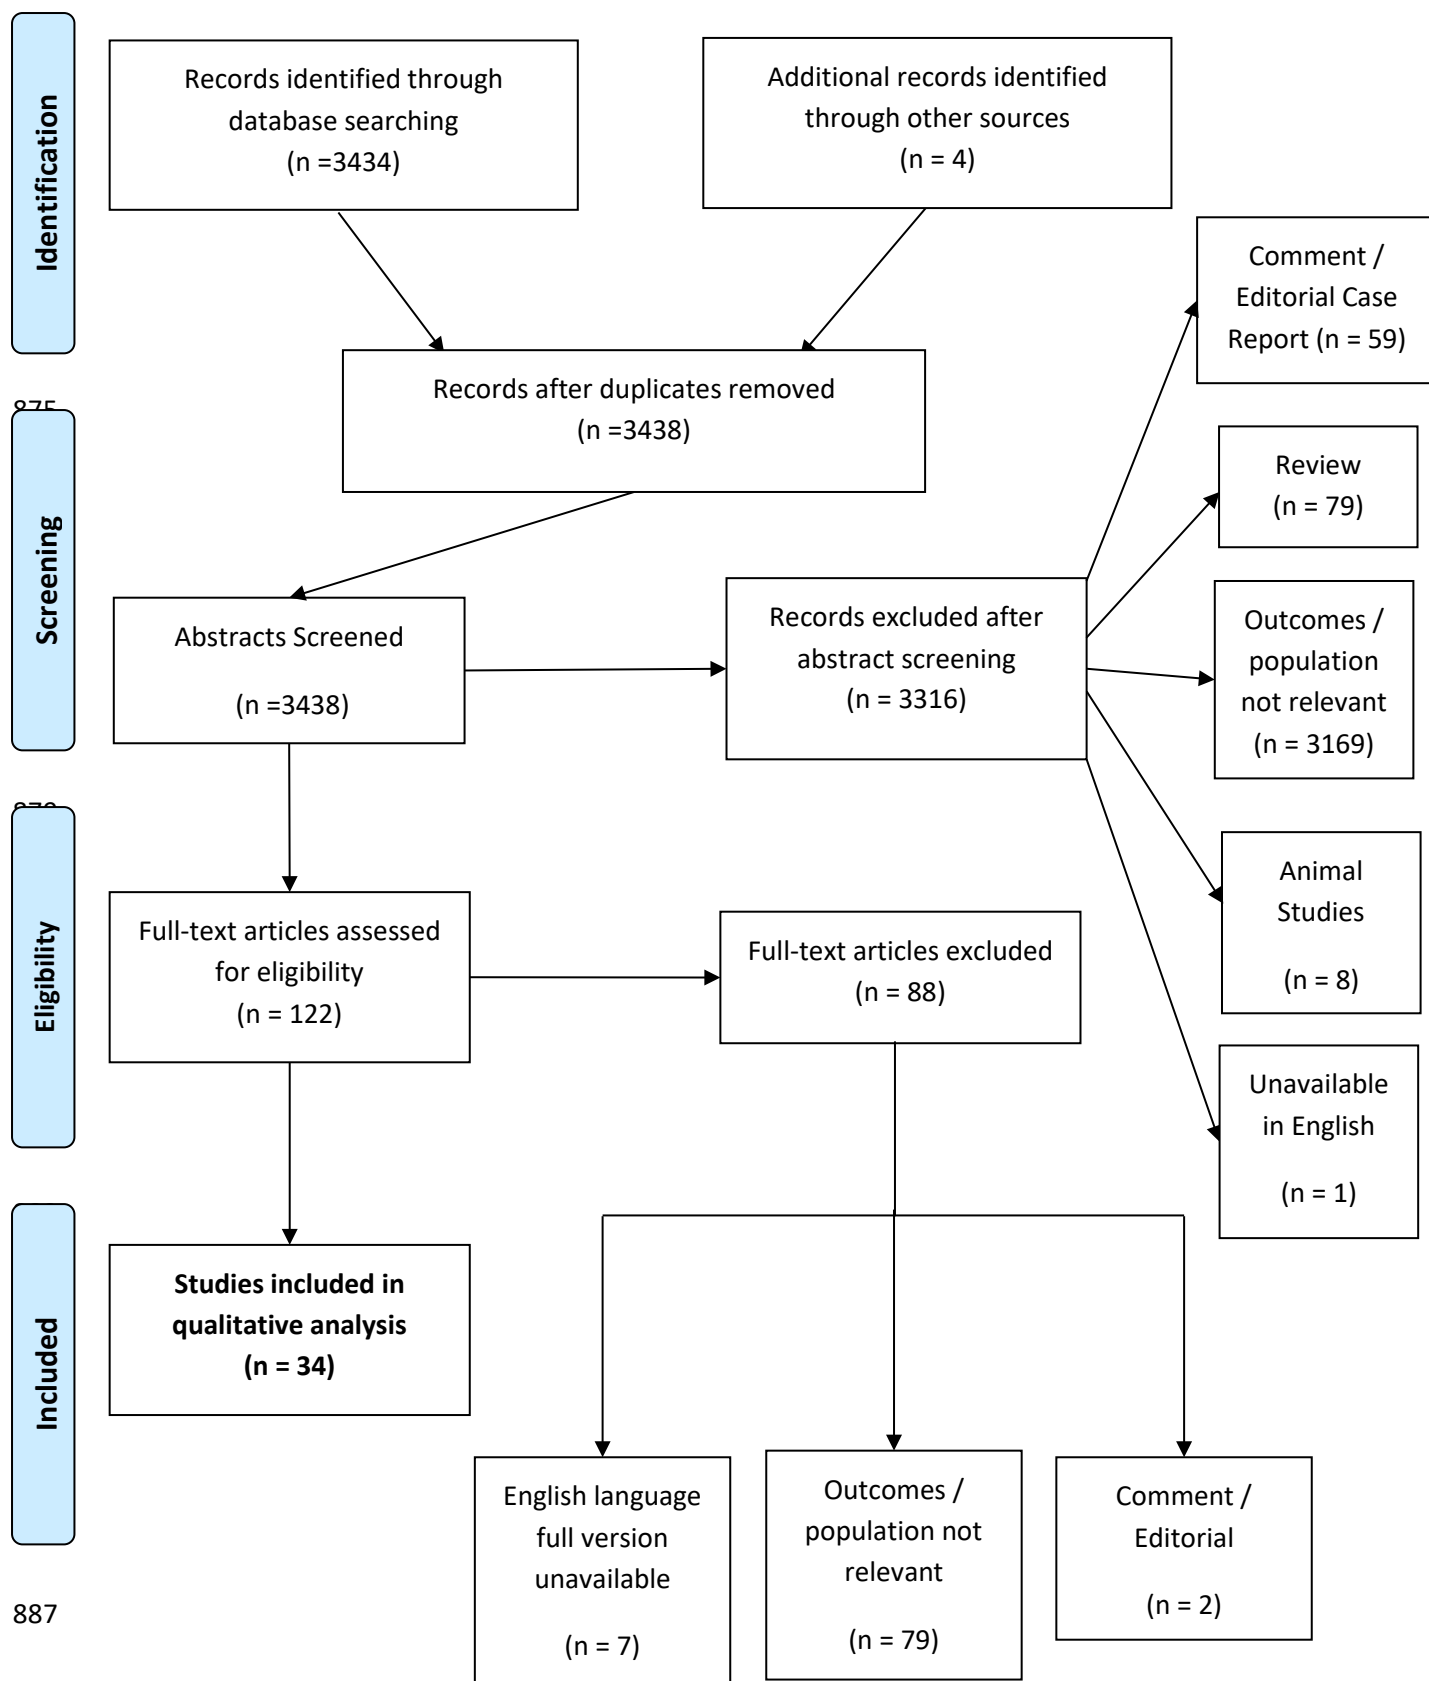 Identification
Records identified through
database searching
(n =3434)
Additional records identified
through other sources
(n = 4)
Comment /
Editorial Case
Report (n = 59)
Records after duplicates removed
(n =3438)
875
Screening
Review
(n = 79)
Abstracts Screened
(n =3438)
Records excluded after
abstract screening
(n = 3316)
Outcomes /
population
not relevant
(n = 3169)
Eligibility
Full-text articles assessed
for eligibility
(n = 122)
Full-text articles excluded
(n = 88)
Animal
Studies
(n = 8)
Unavailable
in English
(n = 1)
Included
Studies included in
qualitative analysis
(n = 34)
English language
full version
unavailable
(n = 7)
Outcomes /
population not
relevant
(n = 79)
Comment /
Editorial
(n = 2)
887